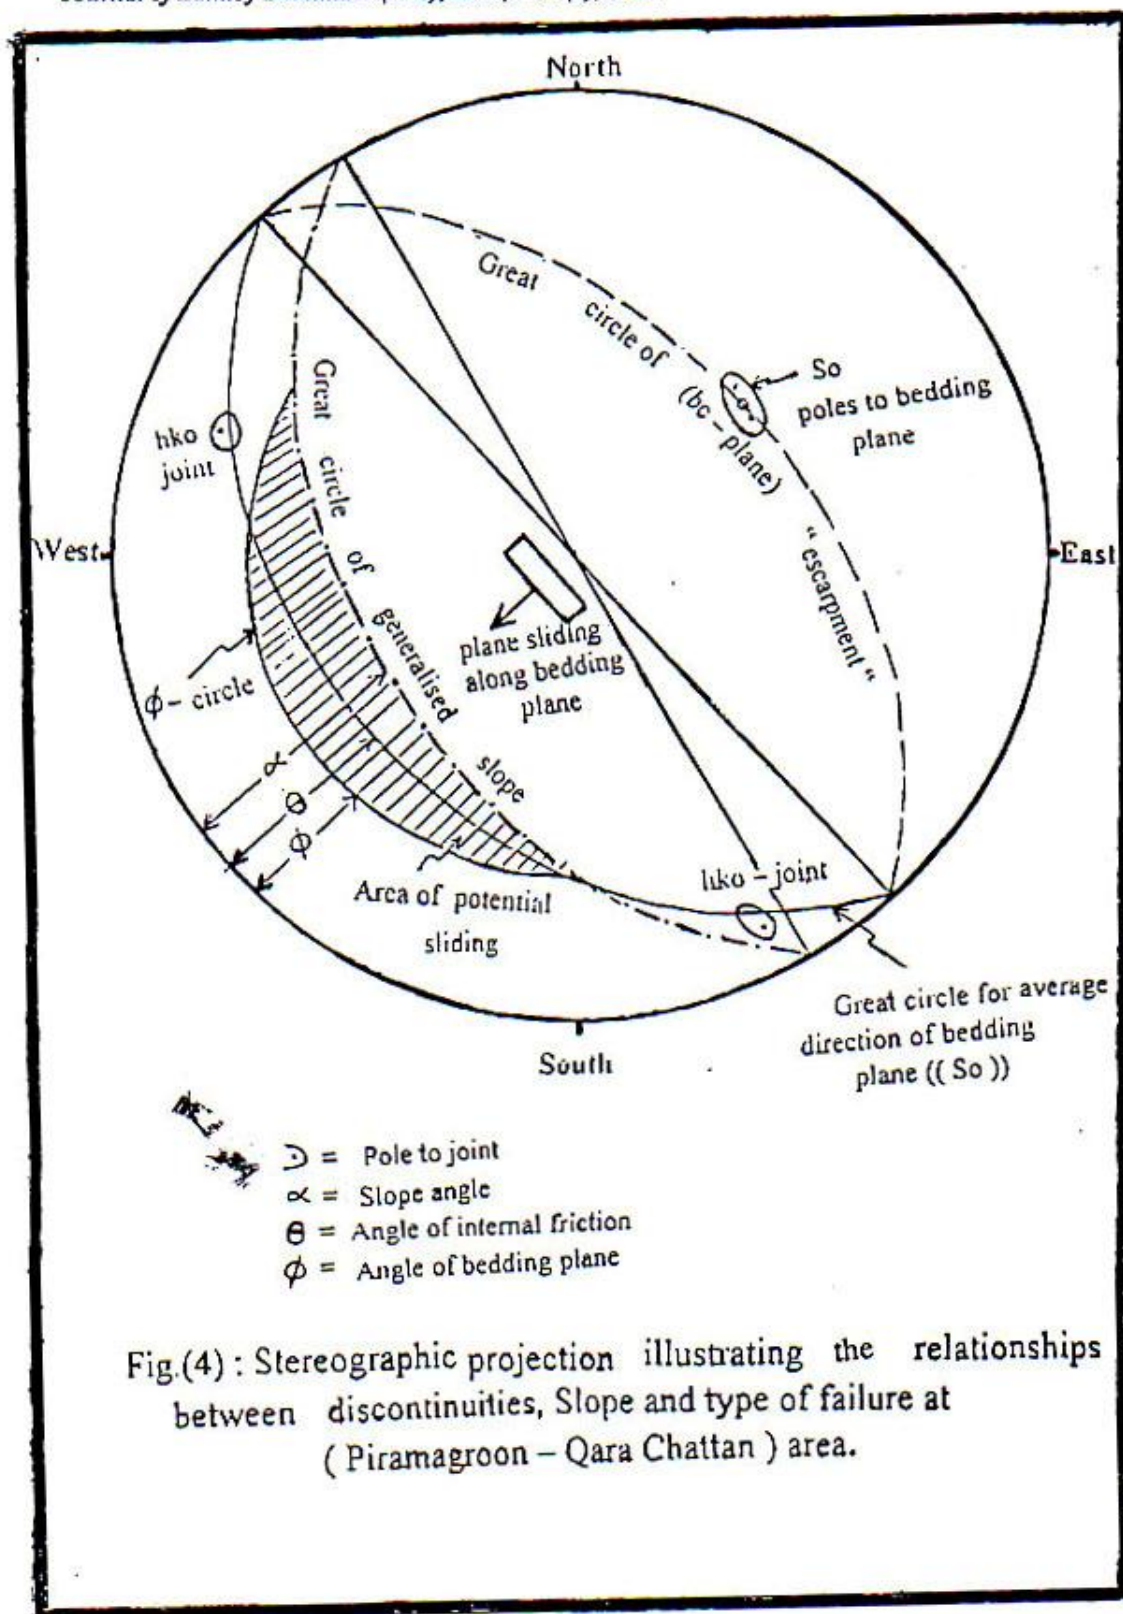 North
Great circle of (bc - plane) "escarpment"
So
poles to bedding
plane
hko
joint
Great circle of generalised slope
West
East
plane sliding
along bedding
plane
ϕ - circle
α
θ
ϕ
Area of potential
sliding
hko - joint
Great circle for average
direction of bedding
plane (( So ))
South
= Pole to joint
α = Slope angle
θ = Angle of internal friction
ϕ = Angle of bedding plane
Fig.(4) : Stereographic projection illustrating the relationships
between discontinuities, Slope and type of failure at
( Piramagroon – Qara Chattan ) area.